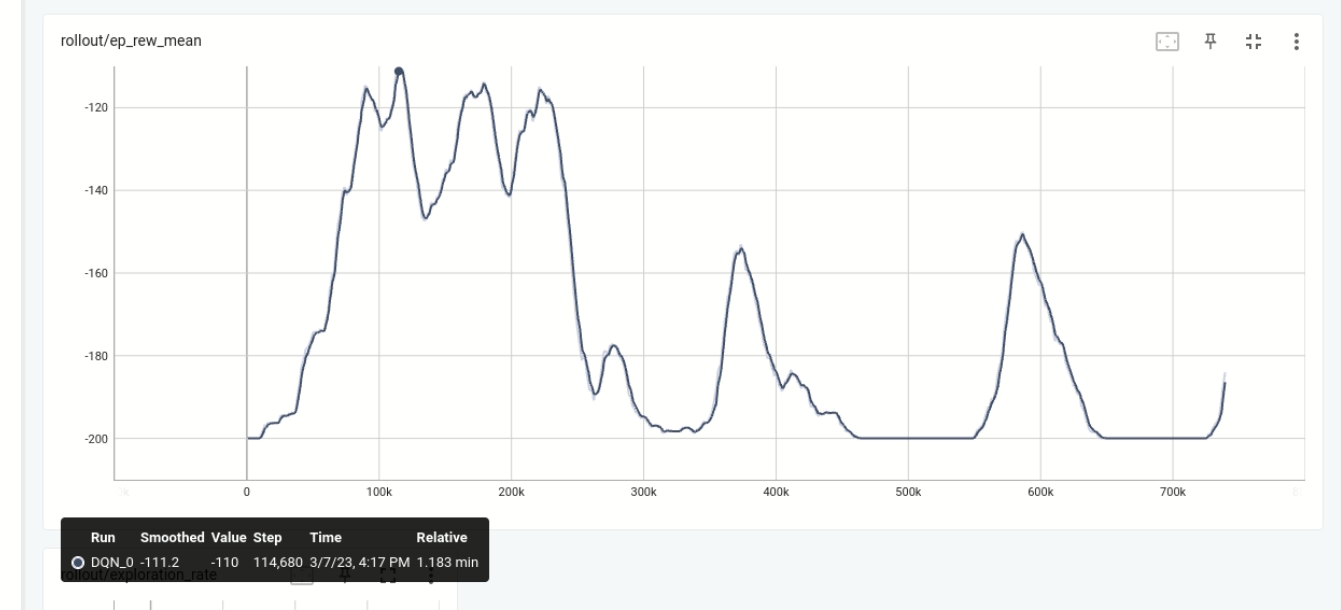 rollout/ep_rew_mean
-120
-140
-160
-180
-200
0 100k 200k 300k 400k 500k 600k 700k
Run Smoothed Value Step Time Relative
DQN_0 -111.2 -110 114,680 3/7/23, 4:17 PM 1.183 min
rollout/exploration_rate